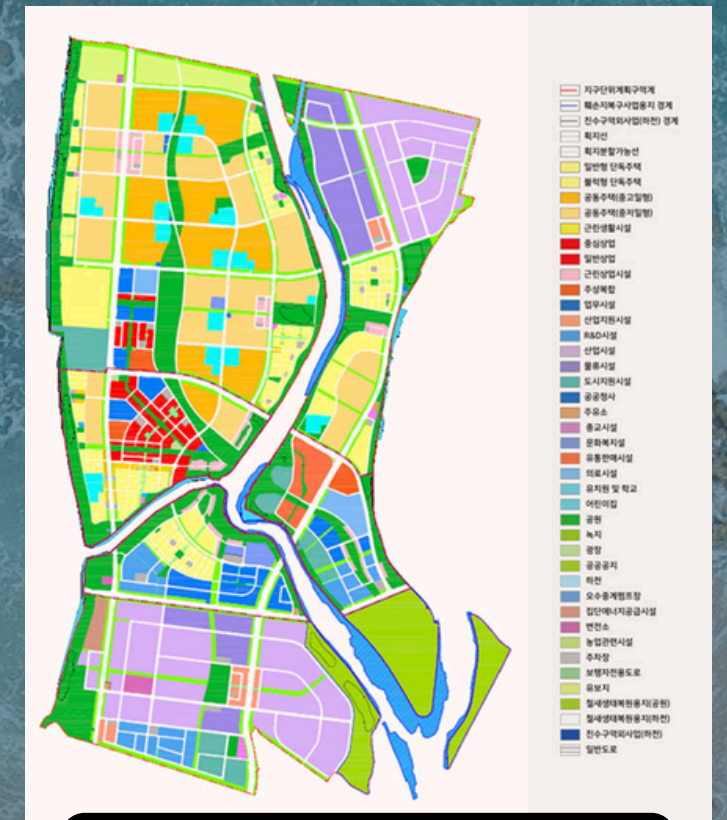 지구단위계획구역계
훼손지복구사업용지 경계
친수구역외사업(하천) 경계
획지선
획지분할가능선
일반형 단독주택
블럭형 단독주택
공동주택(중고밀형)
공동주택(중저밀형)
근린생활시설
중심상업
일반상업
근린상업시설
주상복합
업무시설
산업지원시설
R&D시설
산업시설
물류시설
도시지원시설
공공청사
주유소
종교시설
문화복지설
유통판매시설
의료시설
유치원 및 학교
어린이집
공원
녹지
광장
공공공지
하천
오수중계펌프장
집단에너지공급시설
변전소
농업관련시설
주차장
보행자전용도로
유보지
철새생태복원용지(공원)
철새생태복원용지(하천)
친수구역외사업(하천)
일반도로